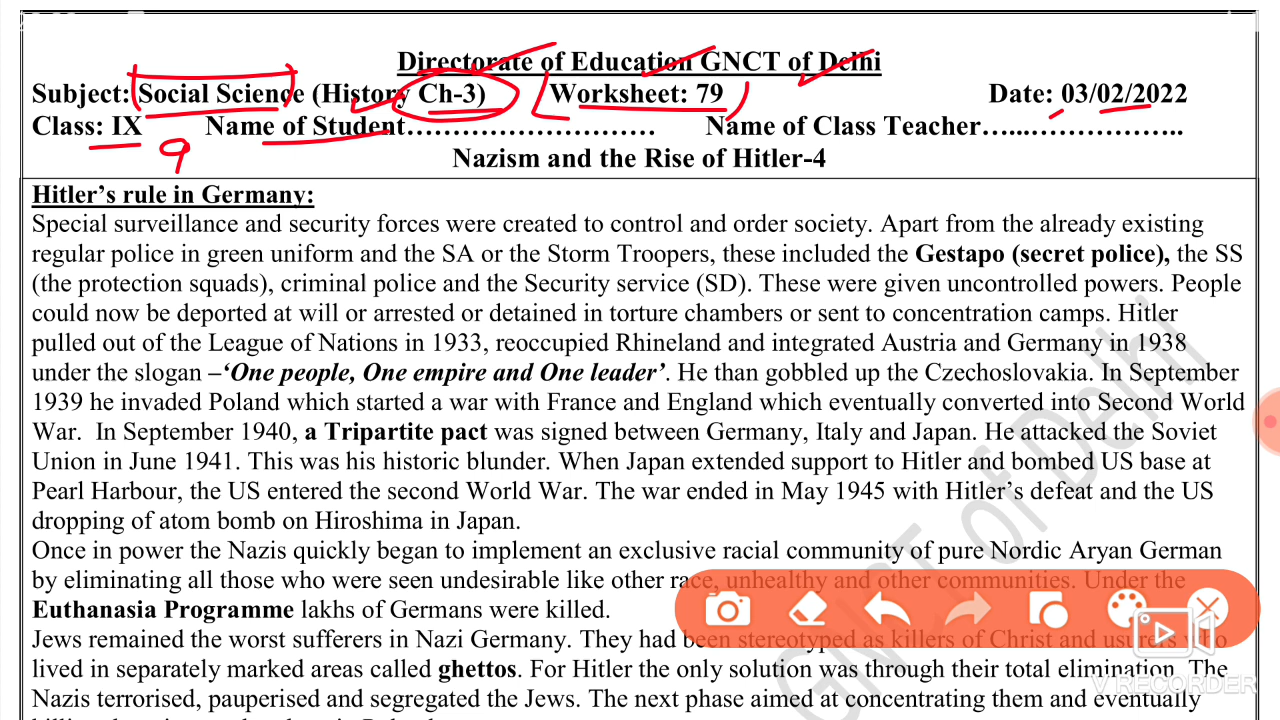 Directorate of Education GNCT of Delhi
Subject: Social Science (History Ch-3) Worksheet: 79 Date: 03/02/2022
Class: IX Name of Student……………………… Name of Class Teacher…...……………..
9
Nazism and the Rise of Hitler-4
Hitler's rule in Germany:
Special surveillance and security forces were created to control and order society. Apart from the already existing
regular police in green uniform and the SA or the Storm Troopers, these included the Gestapo (secret police), the SS
(the protection squads), criminal police and the Security service (SD). These were given uncontrolled powers. People
could now be deported at will or arrested or detained in torture chambers or sent to concentration camps. Hitler
pulled out of the League of Nations in 1933, reoccupied Rhineland and integrated Austria and Germany in 1938
under the slogan –'One people, One empire and One leader'. He than gobbled up the Czechoslovakia. In September
1939 he invaded Poland which started a war with France and England which eventually converted into Second World
War. In September 1940, a Tripartite pact was signed between Germany, Italy and Japan. He attacked the Soviet
Union in June 1941. This was his historic blunder. When Japan extended support to Hitler and bombed US base at
Pearl Harbour, the US entered the second World War. The war ended in May 1945 with Hitler's defeat and the US
dropping of atom bomb on Hiroshima in Japan.
Once in power the Nazis quickly began to implement an exclusive racial community of pure Nordic Aryan German
by eliminating all those who were seen undesirable like other race, unhealthy and other communities. Under the
Euthanasia Programme lakhs of Germans were killed.
Jews remained the worst sufferers in Nazi Germany. They had been stereotyped as killers of Christ and usurers who
lived in separately marked areas called ghettos. For Hitler the only solution was through their total elimination. The
Nazis terrorised, pauperised and segregated the Jews. The next phase aimed at concentrating them and eventually
GNCT of Delhi
VRECORDER